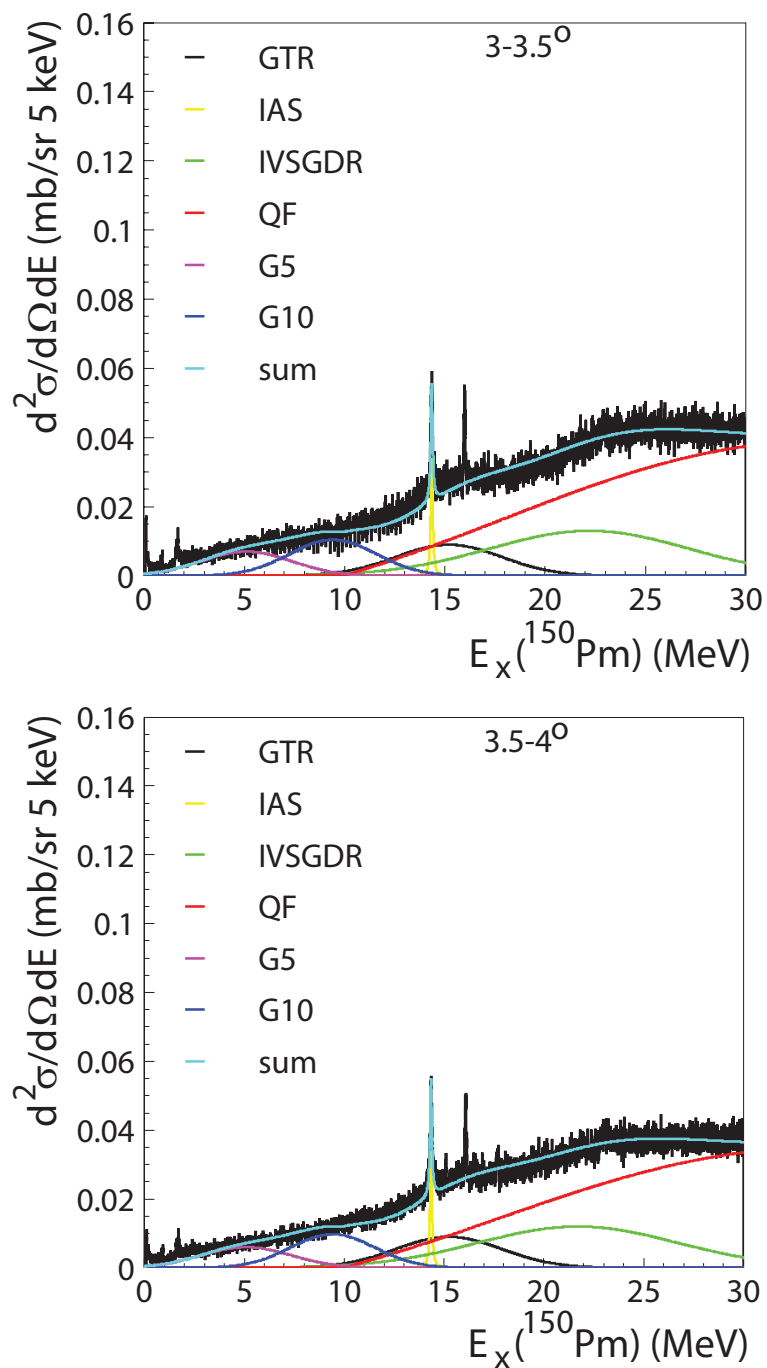 3-3.5°
0.16
0.14
0.12
0.1
0.08
0.06
0.04
0.02
0
d²σ/dΩdE (mb/sr 5 keV)
GTR
IAS
IVSGDR
QF
G5
G10
sum
0 5 10 15 20 25 30
Eₓ(¹⁵⁰Pm) (MeV)
3.5-4°
0.16
0.14
0.12
0.1
0.08
0.06
0.04
0.02
0
d²σ/dΩdE (mb/sr 5 keV)
GTR
IAS
IVSGDR
QF
G5
G10
sum
0 5 10 15 20 25 30
Eₓ(¹⁵⁰Pm) (MeV)